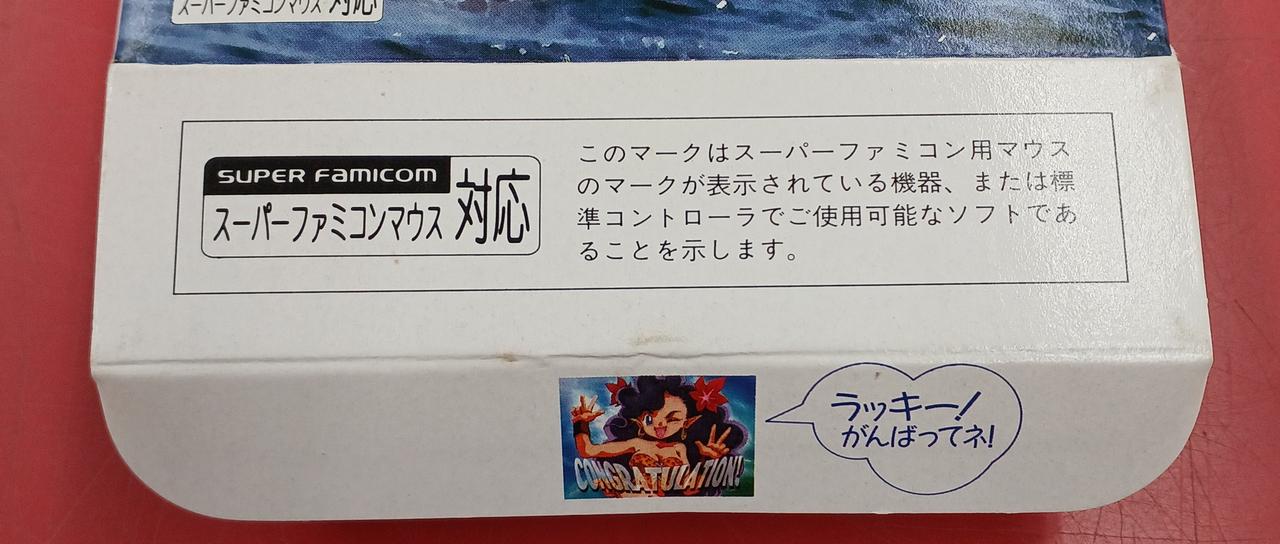 スーパーファミコンマウス 対応
SUPER FAMICOM
スーパーファミコンマウス 対応
このマークはスーパーファミコン用マウス
のマークが表示されている機器、または標
準コントローラでご使用可能なソフトであ
ることを示します。
CONGRATULATION!
ラッキー!
がんばってネ!